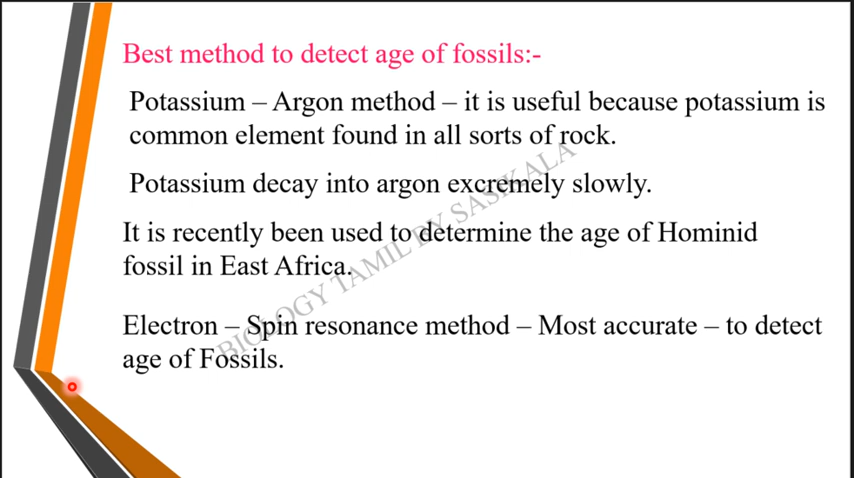 Best method to detect age of fossils:-
Potassium – Argon method – it is useful because potassium is
common element found in all sorts of rock.
Potassium decay into argon excremely slowly.
It is recently been used to determine the age of Hominid
fossil in East Africa.
Electron – Spin resonance method – Most accurate – to detect
age of Fossils.
BIOLOGY TAMIL BY SASIKALA